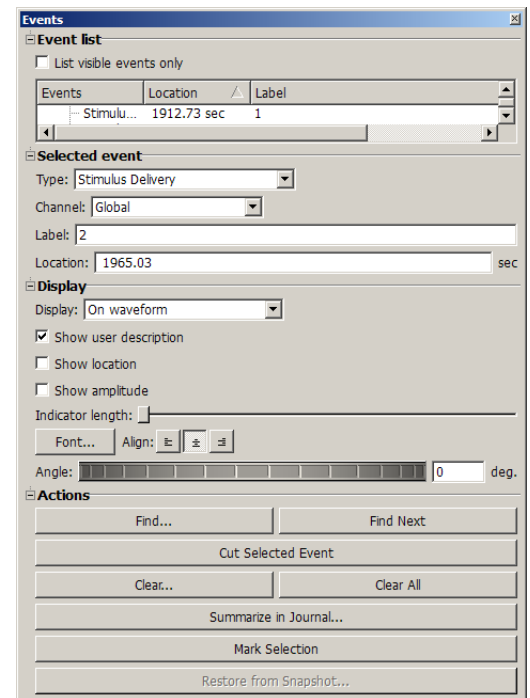 Events
Event list
List visible events only
Events Location Label
Stimulu... 1912.73 sec 1
Selected event
Type: Stimulus Delivery
Channel: Global
Label: 2
Location: 1965.03 sec
Display
Display: On waveform
Show user description
Show location
Show amplitude
Indicator length:
Font... Align:
Angle: 0 deg.
Actions
Find... Find Next
Cut Selected Event
Clear... Clear All
Summarize in Journal...
Mark Selection
Restore from Snapshot...